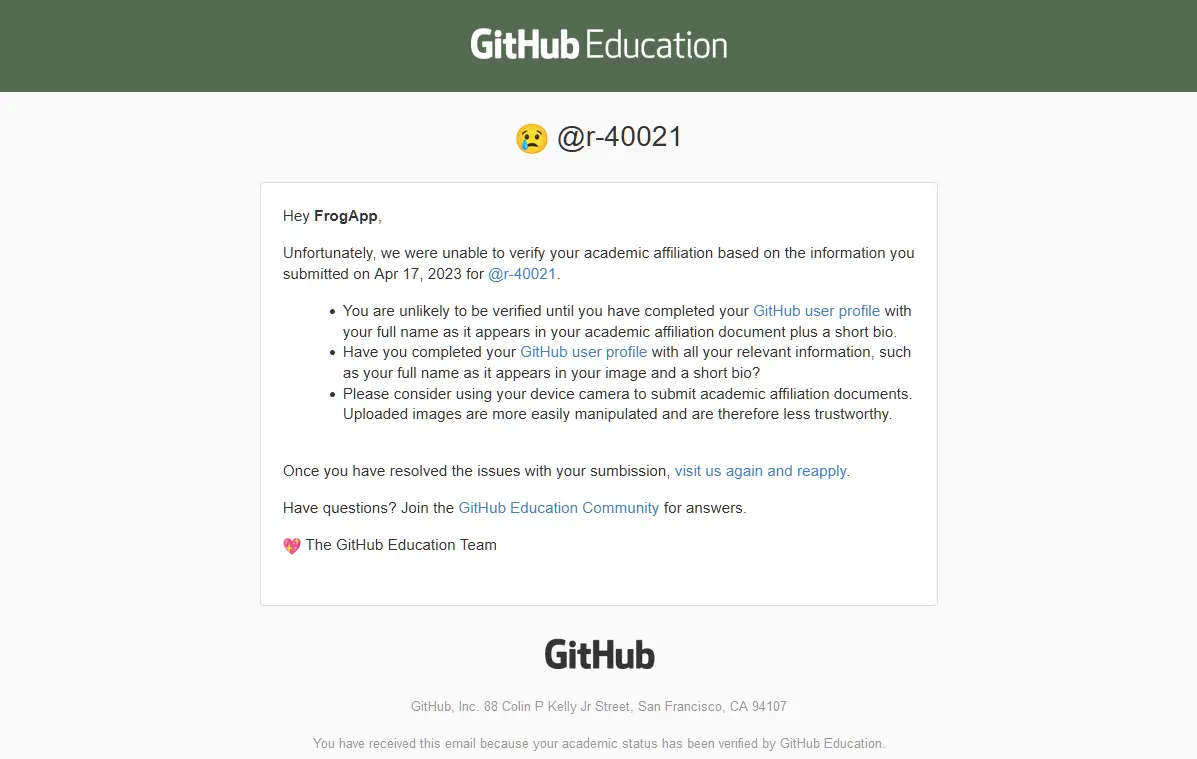 GitHub Education
@r-40021
Hey FrogApp,
Unfortunately, we were unable to verify your academic affiliation based on the information you
submitted on Apr 17, 2023 for @r-40021.
• You are unlikely to be verified until you have completed your GitHub user profile with
your full name as it appears in your academic affiliation document plus a short bio.
• Have you completed your GitHub user profile with all your relevant information, such
as your full name as it appears in your image and a short bio?
• Please consider using your device camera to submit academic affiliation documents.
Uploaded images are more easily manipulated and are therefore less trustworthy.
Once you have resolved the issues with your sumbission, visit us again and reapply.
Have questions? Join the GitHub Education Community for answers.
💖 The GitHub Education Team
GitHub
GitHub, Inc. 88 Colin P Kelly Jr Street, San Francisco, CA 94107
You have received this email because your academic status has been verified by GitHub Education.